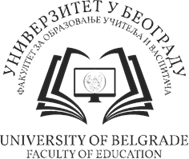 УНИВЕРЗИТЕТ У БЕОГРАДУ
ФАКУЛТЕТ ЗА ОБРАЗОВАЊЕ УЧИТЕЉА И ВАСПИТАЧА
UNIVERSITY OF BELGRADE
FACULTY OF EDUCATION